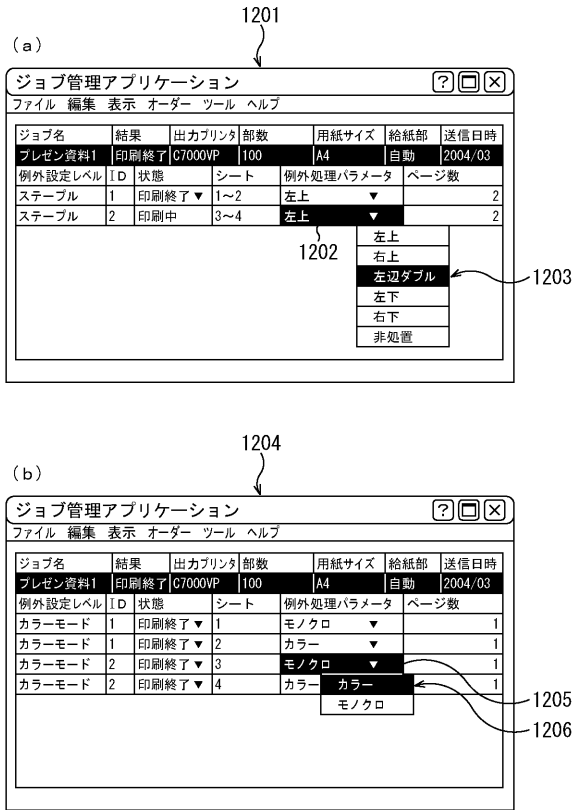 1201
(a)
ジョブ管理アプリケーション ?
ファイル 編集 表示 オーダー ツール ヘルプ
ジョブ名 結果 出力プリンタ 部数 用紙サイズ 給紙部 送信日時
プレゼン資料1 印刷終了 C7000VP 100 A4 自動 2004/03
例外設定レベル ID 状態 シート 例外処理パラメータ ページ数
ステープル 1 印刷終了▼ 1~2 左上 ▼ 2
ステープル 2 印刷中 3~4 左上 ▼ 2
1202
左上
右上
左辺ダブル
1203
左下
右下
非処置
1204
(b)
ジョブ管理アプリケーション ?
ファイル 編集 表示 オーダー ツール ヘルプ
ジョブ名 結果 出力プリンタ 部数 用紙サイズ 給紙部 送信日時
プレゼン資料1 印刷終了 C7000VP 100 A4 自動 2004/03
例外設定レベル ID 状態 シート 例外処理パラメータ ページ数
カラーモード 1 印刷終了▼ 1 モノクロ ▼ 1
カラーモード 1 印刷終了▼ 2 カラー ▼ 1
カラーモード 2 印刷終了▼ 3 モノクロ ▼ 1
カラーモード 2 印刷終了▼ 4 カラー 1
カラー
モノクロ
1205
1206